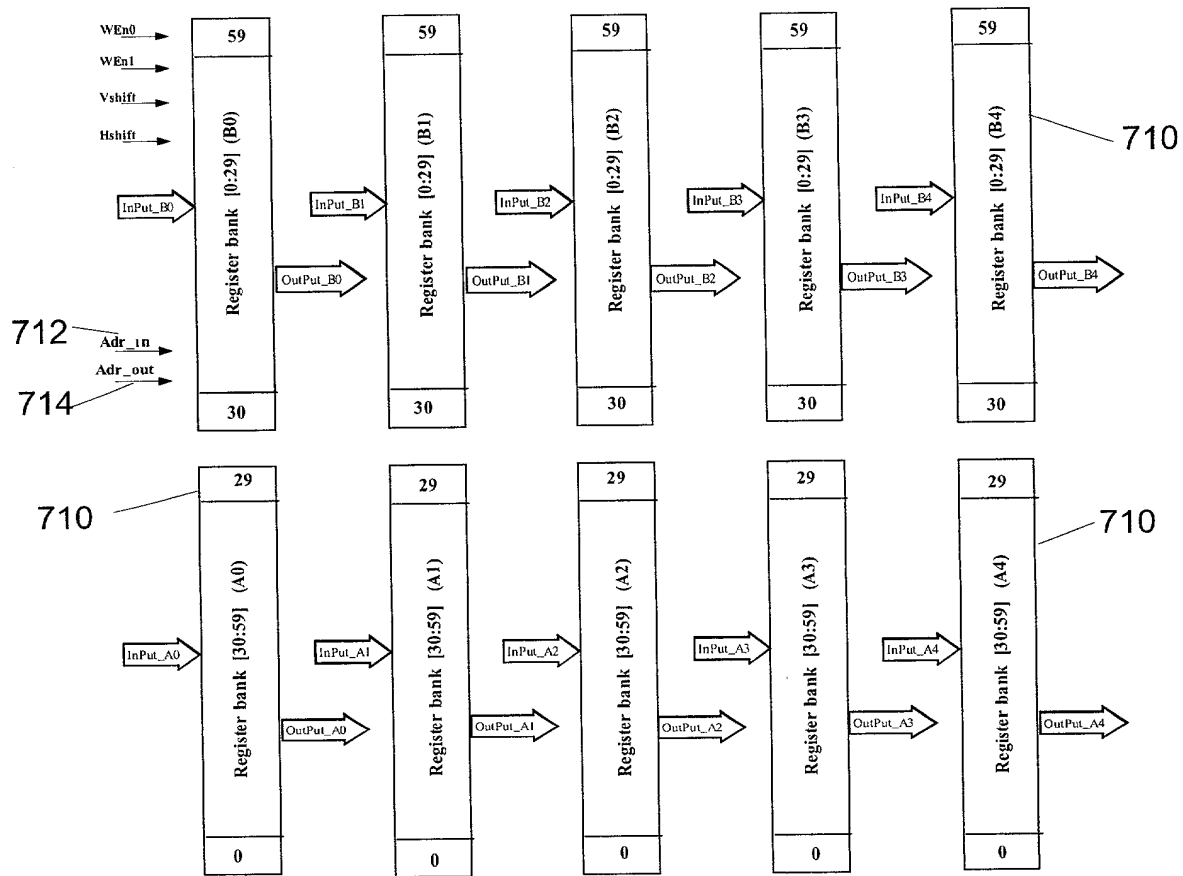 WEn0
WEn1
Vshift
Hshift
59
59
59
59
59
Register bank [0:29] (B0)
Register bank [0:29] (B1)
Register bank [0:29] (B2)
Register bank [0:29] (B3)
Register bank [0:29] (B4)
710
InPut_B0
InPut_B1
InPut_B2
InPut_B3
InPut_B4
OutPut_B0
OutPut_B1
OutPut_B2
OutPut_B3
OutPut_B4
712
Adr_in
Adr_out
714
30
30
30
30
30
29
29
29
29
29
710
710
Register bank [30:59] (A0)
Register bank [30:59] (A1)
Register bank [30:59] (A2)
Register bank [30:59] (A3)
Register bank [30:59] (A4)
InPut_A0
InPut_A1
InPut_A2
InPut_A3
InPut_A4
OutPut_A0
OutPut_A1
OutPut_A2
OutPut_A3
OutPut_A4
0
0
0
0
0